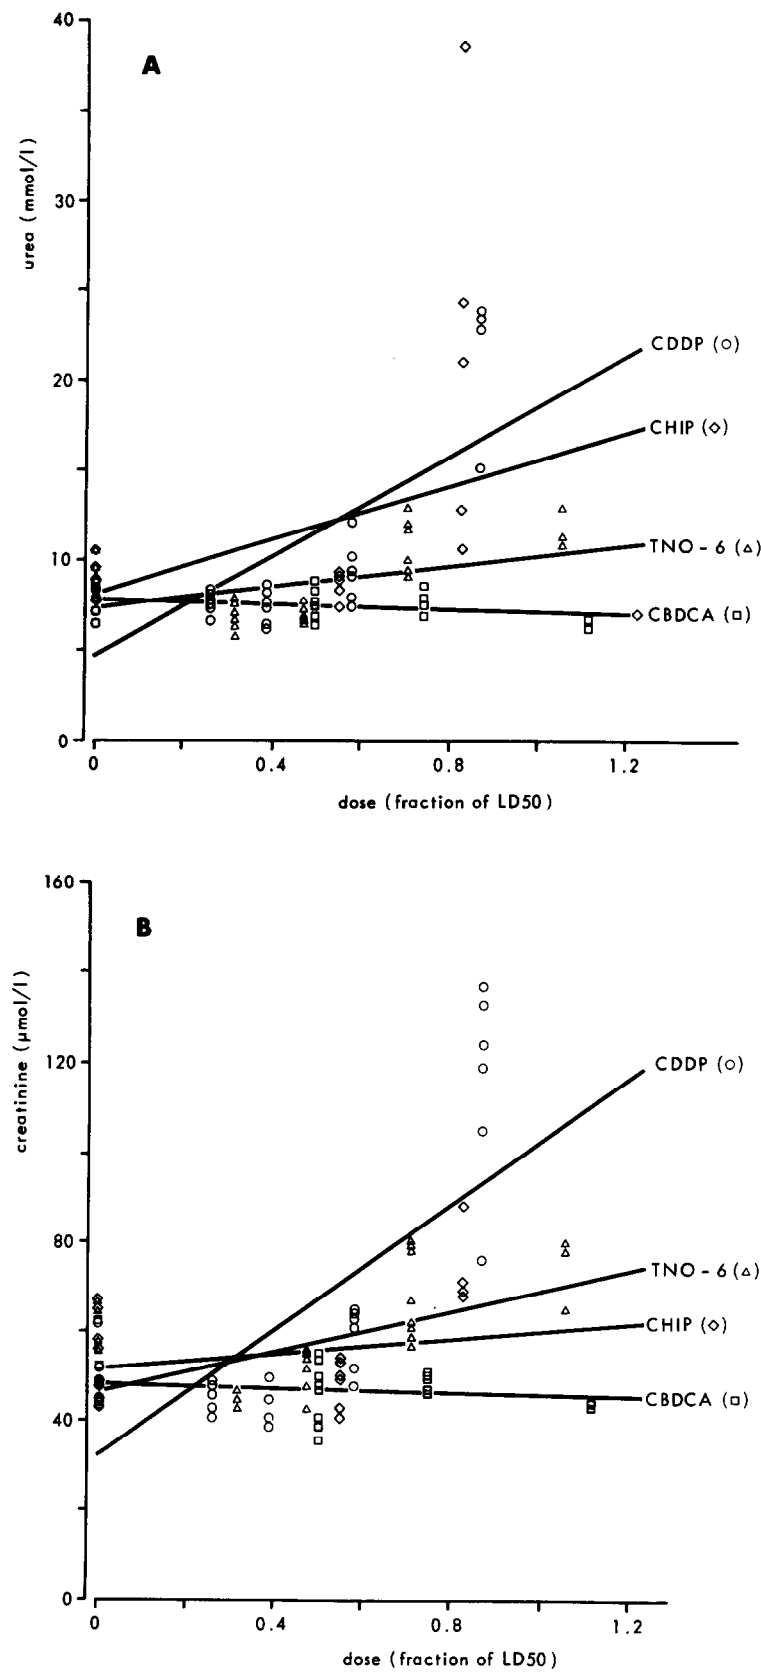 40
A
urea (mmol/l)
30
CDDP (○)
20
CHIP (◇)
TNO-6 (△)
10
CBDCA (□)
0
0 0.4 0.8 1.2
dose (fraction of LD50)
160
B
creatinine (μmol/l)
120
CDDP (○)
80
TNO-6 (△)
CHIP (◇)
CBDCA (□)
40
0
0 0.4 0.8 1.2
dose (fraction of LD50)